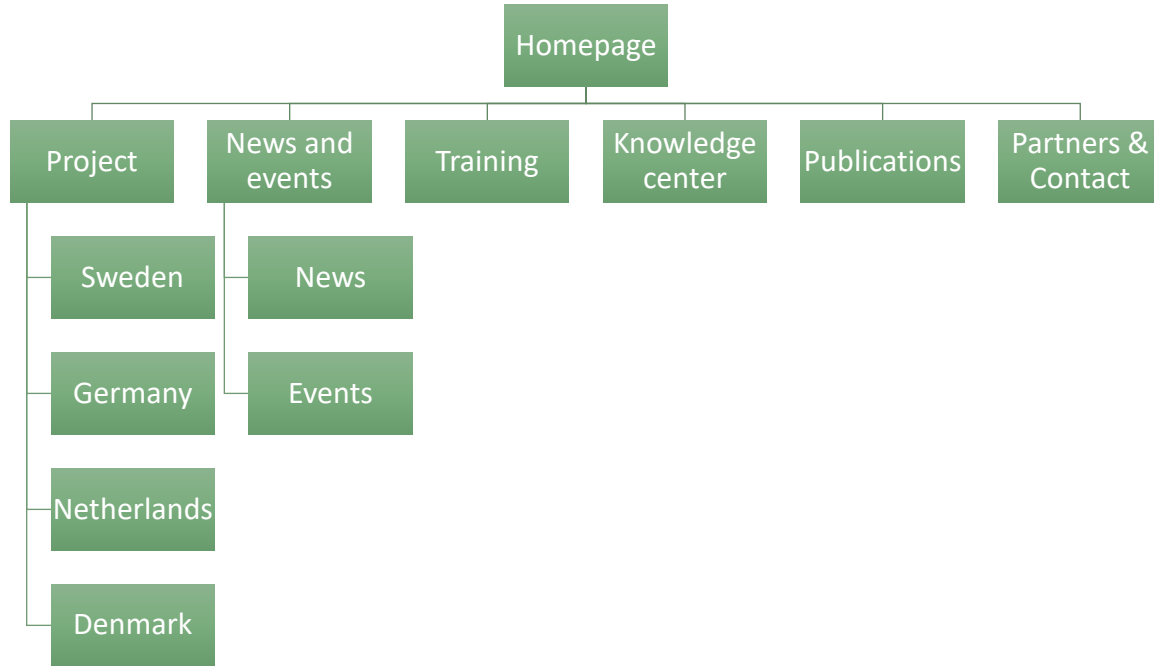 Homepage
Project
News and
events
Training
Knowledge
center
Publications
Partners &
Contact
Sweden
News
Germany
Events
Netherlands
Denmark